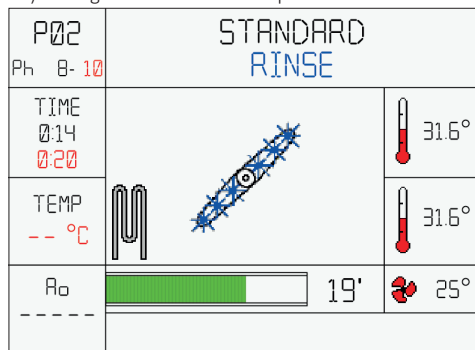 P02
STANDARD
Ph 8-10
RINSE
TIME
0:14
0:20
31.6°
TEMP
-- °C
31.6°
Ao
-----
19'
25°